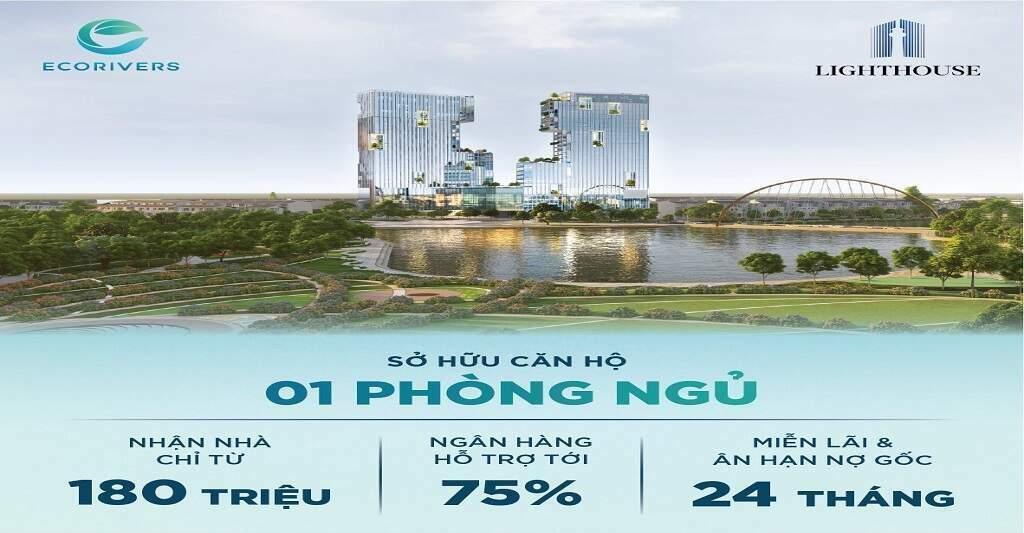 ECORIVERS
LIGHTHOUSE
SỞ HỮU CĂN HỘ
01 PHÒNG NGỦ
NHẬN NHÀ
CHỈ TỪ
180 TRIỆU
NGÂN HÀNG
HỖ TRỢ TỚI
75%
MIỄN LÃI &
ÂN HẠN NỢ GỐC
24 THÁNG